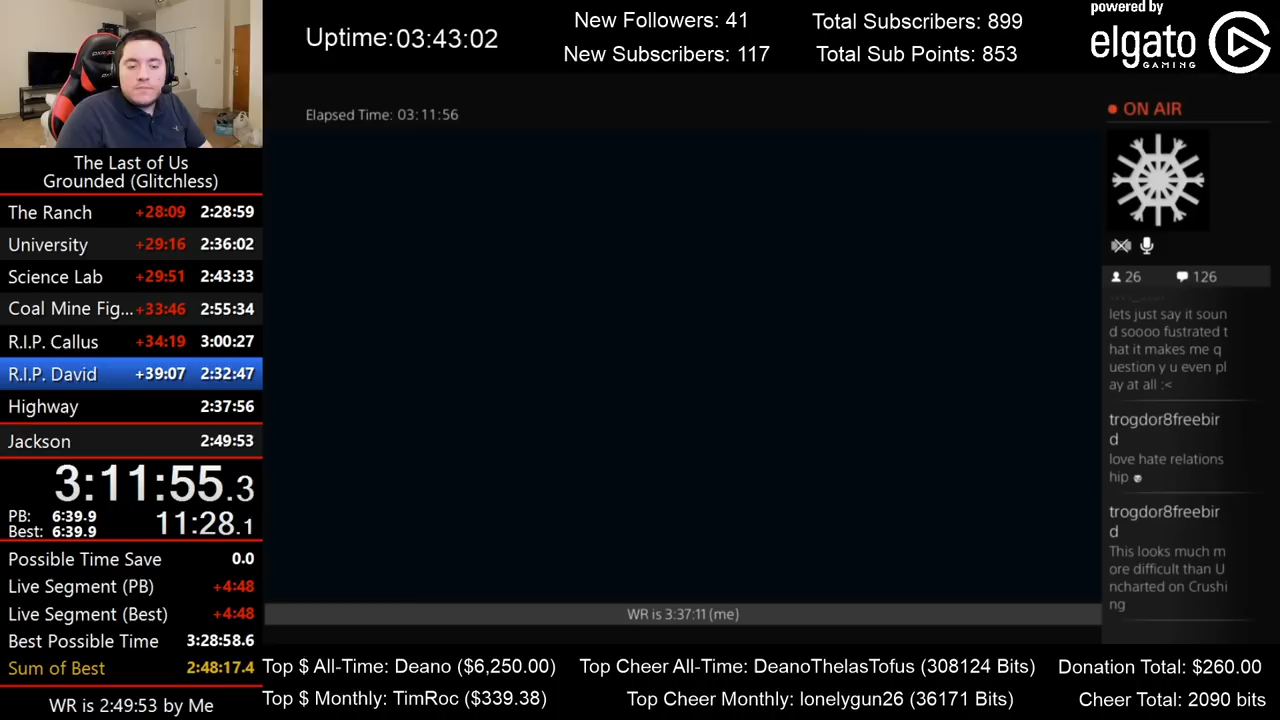 Uptime: 03:43:02
New Followers: 41
New Subscribers: 117
Total Subscribers: 899
Total Sub Points: 853
powered by
elgato
GAMING
Elapsed Time: 03:11:56
The Last of Us
Grounded (Glitchless)
The Ranch +28:09 2:28:59
University +29:16 2:36:02
Science Lab +29:51 2:43:33
Coal Mine Fig... +33:46 2:55:34
R.I.P. Callus +34:19 3:00:27
R.I.P. David +39:07 2:32:47
Highway 2:37:56
Jackson 2:49:53
3:11:55.3
PB: 6:39.9
Best: 6:39.9
11:28.1
Possible Time Save 0.0
Live Segment (PB) +4:48
Live Segment (Best) +4:48
Best Possible Time 3:28:58.6
Sum of Best 2:48:17.4
WR is 2:49:53 by Me
ON AIR
26 126
lets just say it soun
d soooo fustrated t
hat it makes me q
uestion y u even pl
ay at all :<
trogdor8freebir
d
love hate relations
hip
trogdor8freebir
d
This looks much m
ore difficult than U
ncharted on Crushi
ng
WR is 3:37:11 (me)
Top $ All-Time: Deano ($6,250.00)
Top Cheer All-Time: DeanoThelasTofus (308124 Bits)
Donation Total: $260.00
Top $ Monthly: TimRoc ($339.38)
Top Cheer Monthly: lonelygun26 (36171 Bits)
Cheer Total: 2090 bits